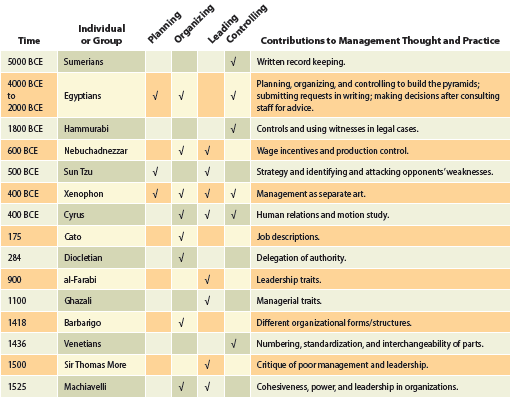 Time Individual or Group Planning Organizing Leading Controlling Contributions to Management Thought and Practice
5000 BCE Sumerians √ Written record keeping.
4000 BCE to 2000 BCE Egyptians √ √ √ Planning, organizing, and controlling to build the pyramids;
submitting requests in writing; making decisions after consulting
staff for advice.
1800 BCE Hammurabi √ Controls and using witnesses in legal cases.
600 BCE Nebuchadnezzar √ √ Wage incentives and production control.
500 BCE Sun Tzu √ √ Strategy and identifying and attacking opponents' weaknesses.
400 BCE Xenophon √ √ √ √ Management as separate art.
400 BCE Cyrus √ √ √ Human relations and motion study.
175 Cato √ Job descriptions.
284 Diocletian √ Delegation of authority.
900 al-Farabi √ Leadership traits.
1100 Ghazali √ Managerial traits.
1418 Barbarigo √ Different organizational forms/structures.
1436 Venetians √ Numbering, standardization, and interchangeability of parts.
1500 Sir Thomas More √ Critique of poor management and leadership.
1525 Machiavelli √ √ Cohesiveness, power, and leadership in organizations.